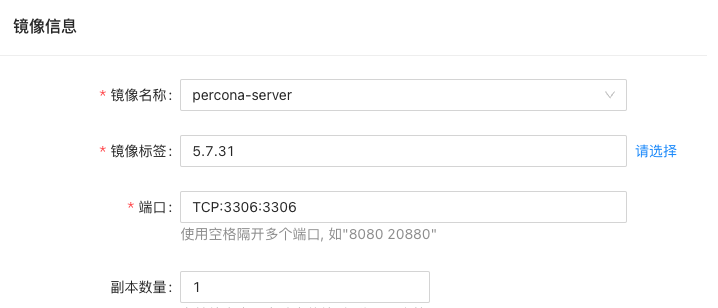 镜像信息
* 镜像名称: percona-server
* 镜像标签: 5.7.31 请选择
* 端口: TCP:3306:3306
使用空格隔开多个端口, 如"8080 20880"
副本数量: 1